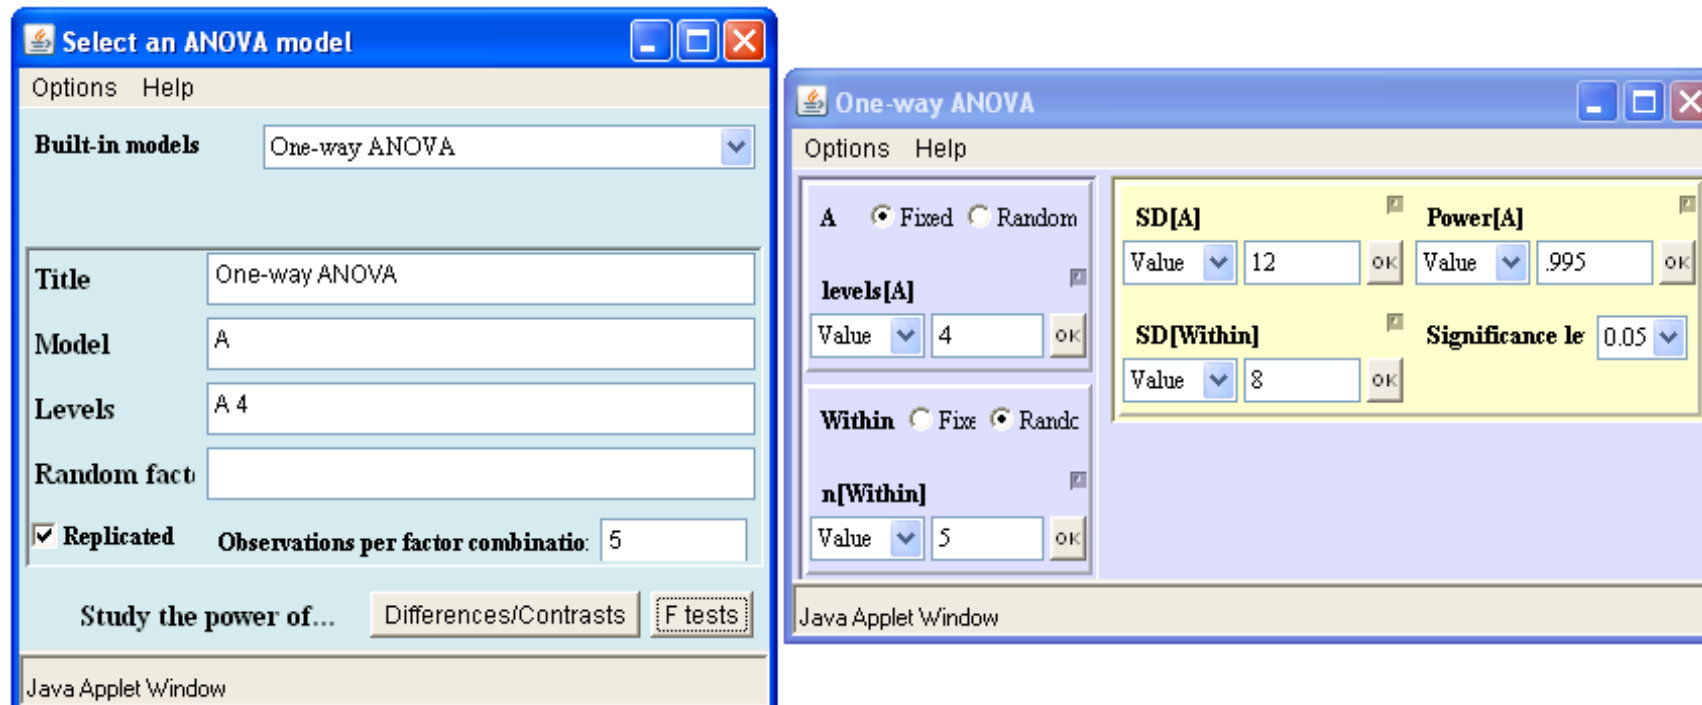 Select an ANOVA model
Options Help
Built-in models One-way ANOVA
Title One-way ANOVA
Model A
Levels A 4
Random facto
Replicated Observations per factor combinatio: 5
Study the power of... Differences/Contrasts F tests
Java Applet Window
One-way ANOVA
Options Help
A Fixed Random
levels[A]
Value 4 OK
Within Fixe Rando
n[Within]
Value 5 OK
SD[A] Power[A]
Value 12 OK Value .995 OK
SD[Within] Significance le 0.05
Value 8 OK
Java Applet Window